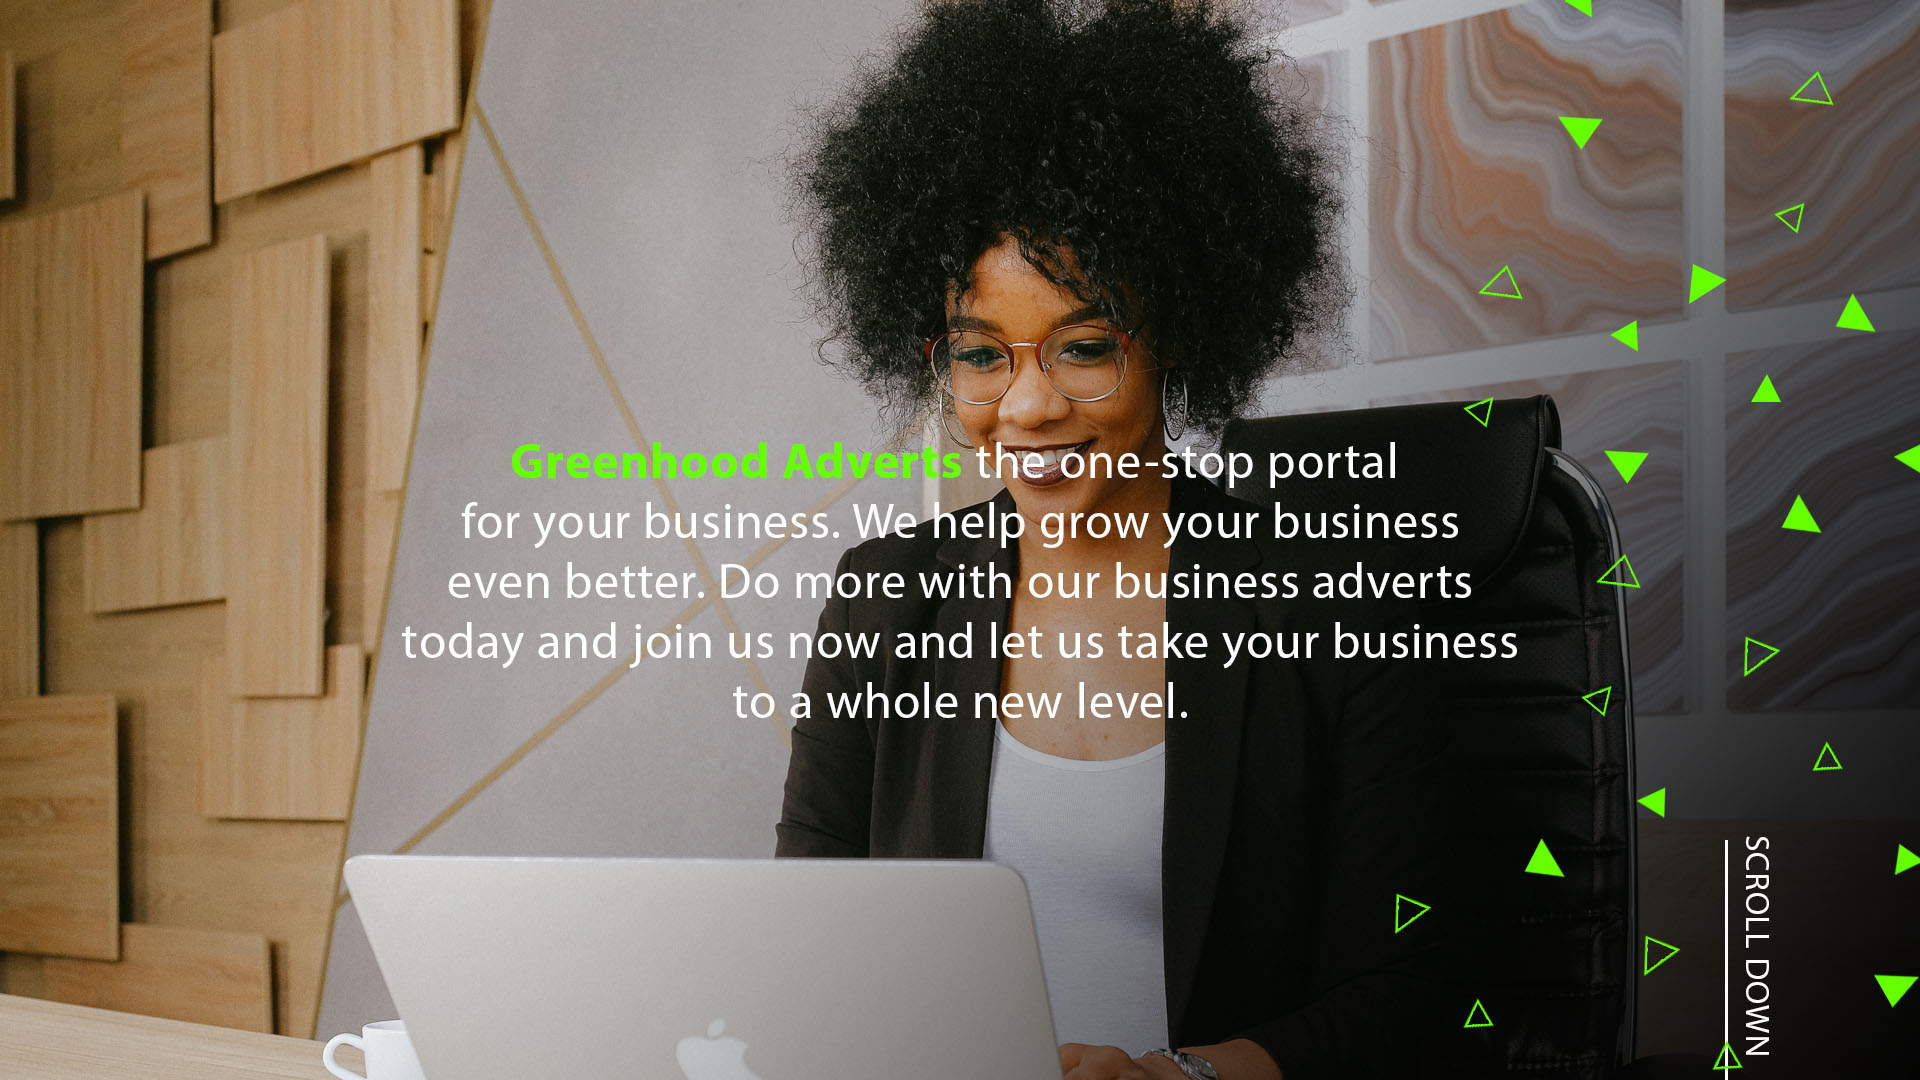 Greenhood Adverts the one-stop portal
for your business. We help grow your business
even better. Do more with our business adverts
today and join us now and let us take your business
to a whole new level.
SCROLL DOWN